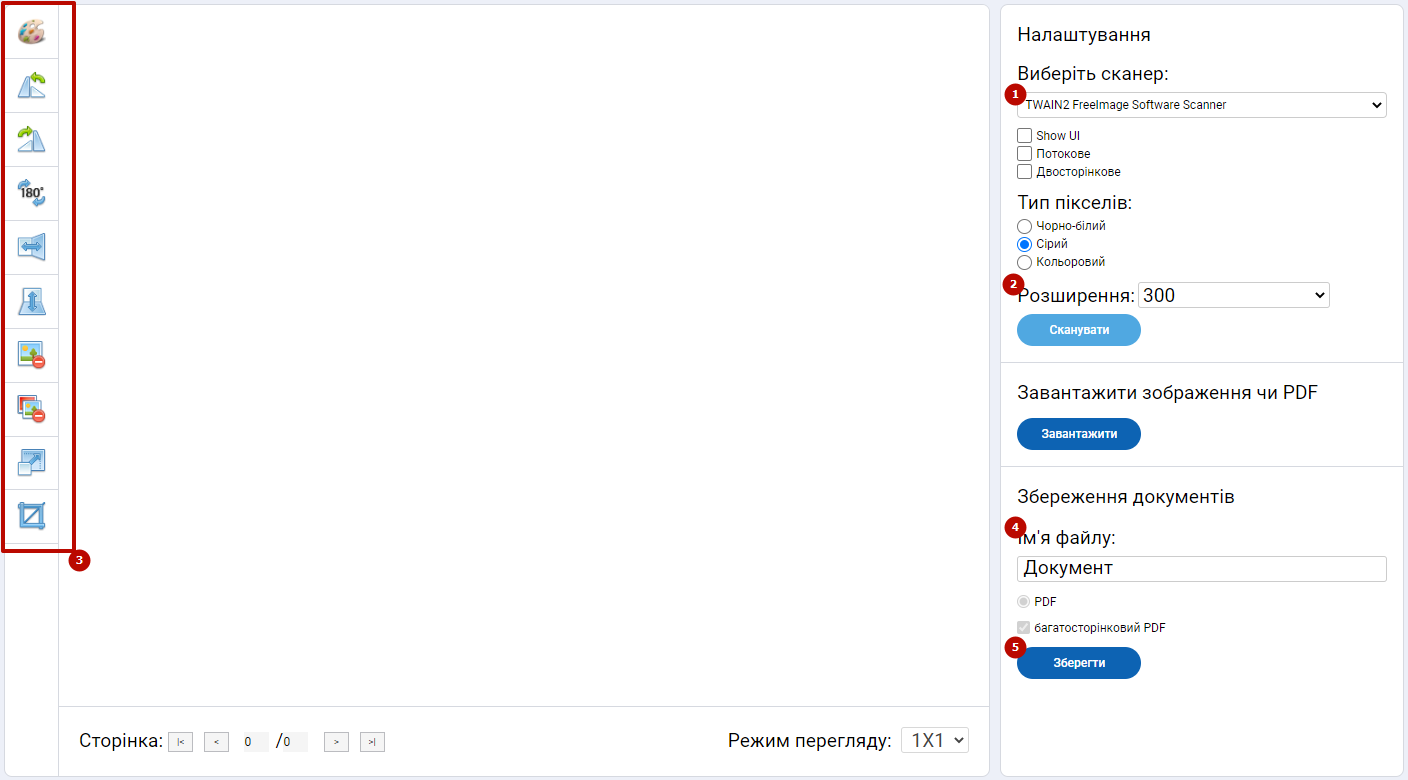 180°
3
Сторінка: |< < 0 /0 > >|
Режим перегляду: 1X1
Налаштування
Виберіть сканер:
1
TWAIN2 FreeImage Software Scanner
Show UI
Потокове
Двосторінкове
Тип пікселів:
Чорно-білий
Сірий
Кольоровий
2
Розширення: 300
Сканувати
Завантажити зображення чи PDF
Завантажити
Збереження документів
4
Ім'я файлу:
Документ
PDF
багатосторінковий PDF
5
Зберегти